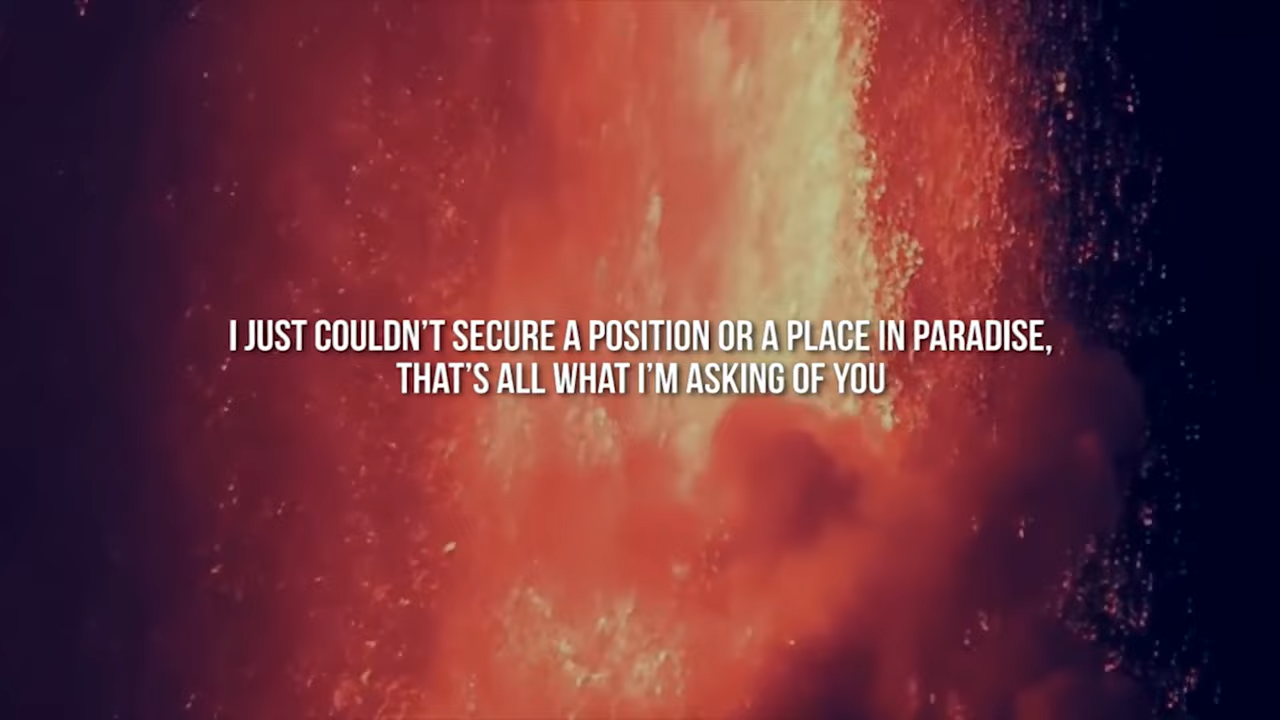 I JUST COULDN’T SECURE A POSITION OR A PLACE IN PARADISE,
THAT’S ALL WHAT I’M ASKING OF YOU